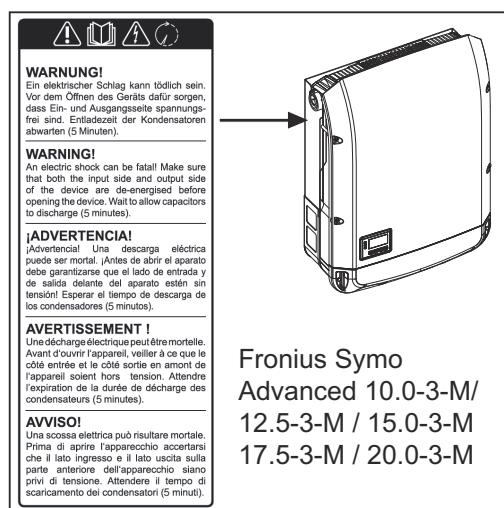 WARNUNG!
Ein elektrischer Schlag kann tödlich sein.
Vor dem Öffnen des Geräts dafür sorgen,
dass Ein- und Ausgangsseite spannungs-
frei sind. Entladezeit der Kondensatoren
abwarten (5 Minuten).
WARNING!
An electric shock can be fatal! Make sure
that both the input side and output side
of the device are de-energised before
opening the device. Wait to allow capacitors
to discharge (5 minutes).
¡ADVERTENCIA!
¡Advertencia! Una descarga eléctrica
puede ser mortal. ¡Antes de abrir el aparato
debe garantizarse que el lado de entrada y
de salida delante del aparato estén sin
tensión! Esperar el tiempo de descarga de
los condensadores (5 minutos).
AVERTISSEMENT !
Une décharge électrique peut être mortelle.
Avant d'ouvrir l'appareil, veiller à ce que le
côté entrée et le côté sortie en amont de
l'appareil soient hors tension. Attendre
l'expiration de la durée de décharge des
condensateurs (5 minutes).
AVVISO!
Una scossa elettrica può risultare mortale.
Prima di aprire l'apparecchio accertarsi
che il lato ingresso e il lato uscita sulla
parte anteriore dell'apparecchio siano
privi di tensione. Attendere il tempo di
scaricamento dei condensatori (5 minuti).
Fronius Symo
Advanced 10.0-3-M/
12.5-3-M / 15.0-3-M
17.5-3-M / 20.0-3-M